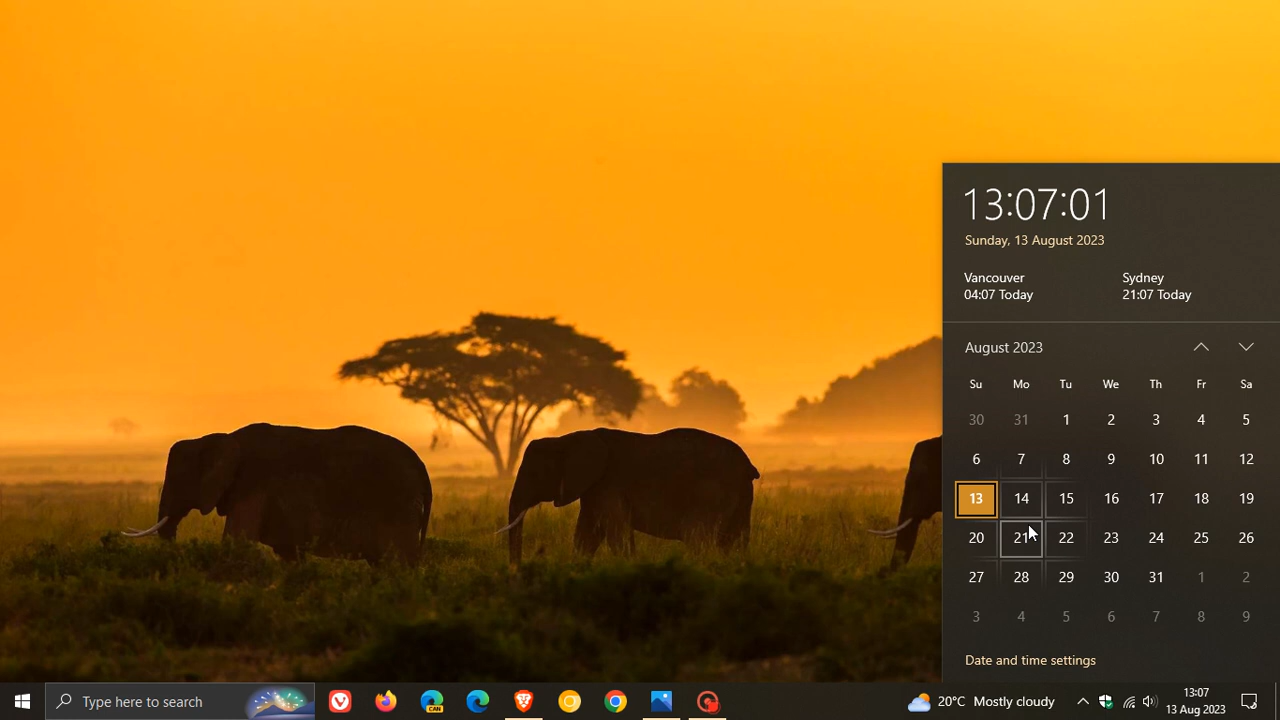 13:07:01
Sunday, 13 August 2023
Vancouver Sydney
04:07 Today 21:07 Today
August 2023
Su Mo Tu We Th Fr Sa
30 31 1 2 3 4 5
6 7 8 9 10 11 12
13 14 15 16 17 18 19
20 21 22 23 24 25 26
27 28 29 30 31 1 2
3 4 5 6 7 8 9
Date and time settings
Type here to search
CAN
20°C Mostly cloudy
13:07
13 Aug 2023